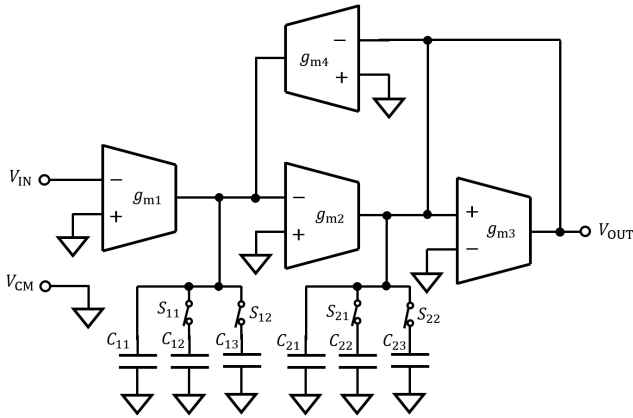 − g_m4
+
V_IN − g_m1
+
− g_m2
+
+ g_m3
−
V_OUT
V_CM
S_11 S_12 S_21 S_22
C_11 C_12 C_13 C_21 C_22 C_23